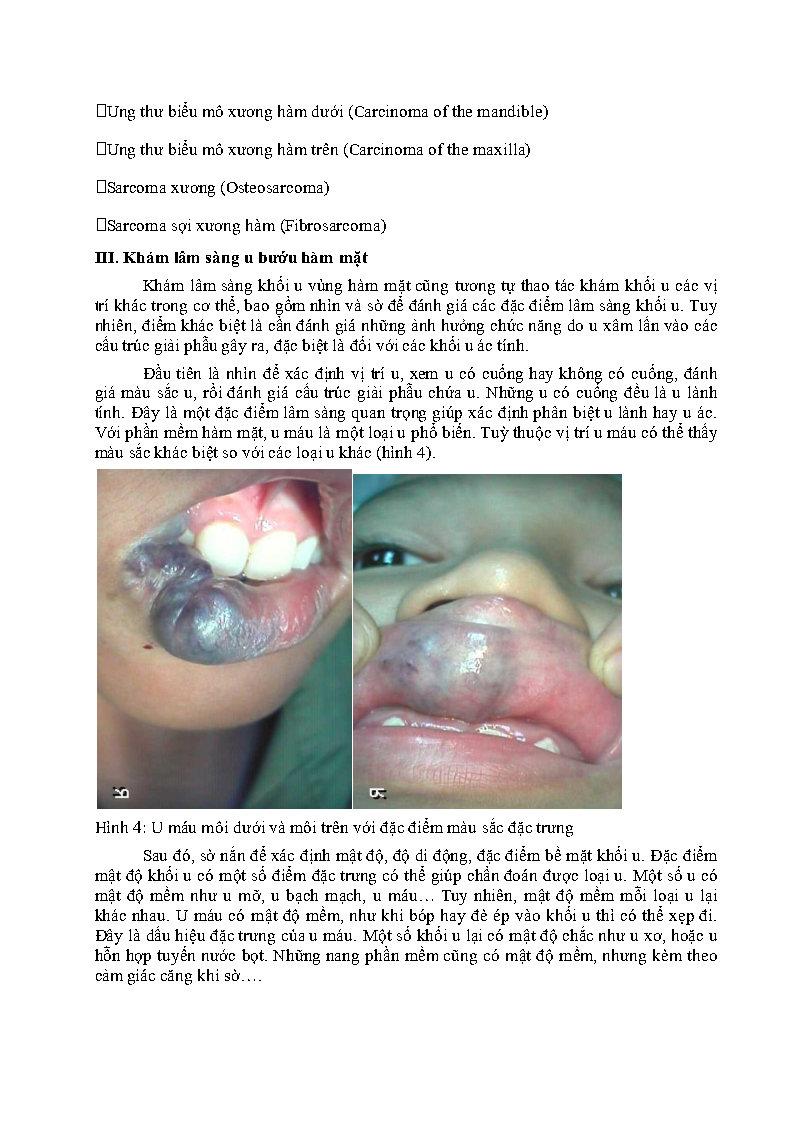 Ung thư biểu mô xương hàm dưới (Carcinoma of the mandible)
Ung thư biểu mô xương hàm trên (Carcinoma of the maxilla)
Sarcoma xương (Osteosarcoma)
Sarcoma sợi xương hàm (Fibrosarcoma)
III. Khám lâm sàng u bướu hàm mặt
Khám lâm sàng khối u vùng hàm mặt cũng tương tự thao tác khám khối u các vị
trí khác trong cơ thể, bao gồm nhìn và sờ để đánh giá các đặc điểm lâm sàng khối u. Tuy
nhiên, điểm khác biệt là cần đánh giá những ảnh hưởng chức năng do u xâm lấn vào các
cấu trúc giải phẫu gây ra, đặc biệt là đối với các khối u ác tính.
Đầu tiên là nhìn để xác định vị trí u, xem u có cuống hay không có cuống, đánh
giá màu sắc u, rồi đánh giá cấu trúc giải phẫu chứa u. Những u có cuống đều là u lành
tính. Đây là một đặc điểm lâm sàng quan trọng giúp xác định phân biệt u lành hay u ác.
Với phần mềm hàm mặt, u máu là một loại u phổ biến. Tuỳ thuộc vị trí u máu có thể thấy
màu sắc khác biệt so với các loại u khác (hình 4).
Hình 4: U máu môi dưới và môi trên với đặc điểm màu sắc đặc trưng
Sau đó, sờ nắn để xác định mật độ, độ di động, đặc điểm bề mặt khối u. Đặc điểm
mật độ khối u có một số điểm đặc trưng có thể giúp chẩn đoán được loại u. Một số u có
mật độ mềm như u mỡ, u bạch mạch, u máu… Tuy nhiên, mật độ mềm mỗi loại u lại
khác nhau. U máu có mật độ mềm, như khi bóp hay đè ép vào khối u thì có thể xẹp đi.
Đây là dấu hiệu đặc trưng của u máu. Một số khối u lại có mật độ chắc như u xơ, hoặc u
hỗn hợp tuyến nước bọt. Những nang phần mềm cũng có mật độ mềm, nhưng kèm theo
cảm giác căng khi sờ….